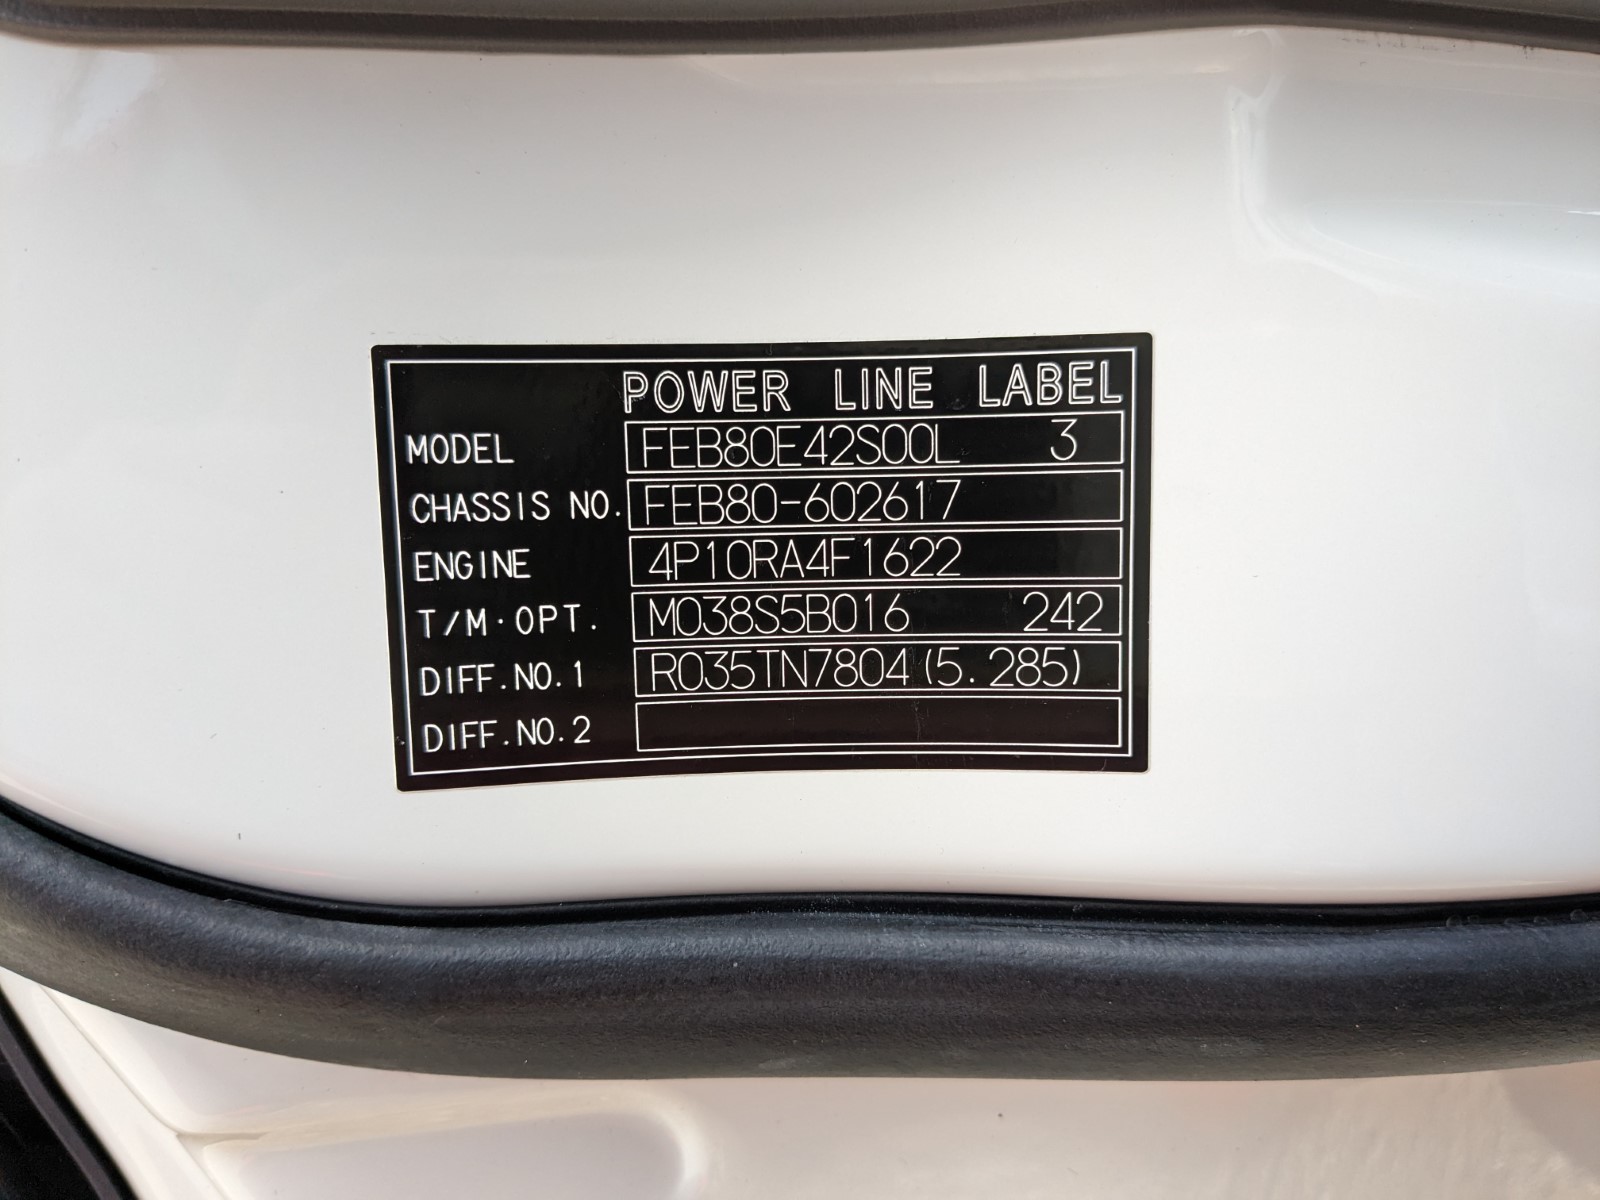 POWER LINE LABEL
MODEL FEB80E42S00L 3
CHASSIS NO. FEB80-602617
ENGINE 4P10RA4F1622
T/M·OPT. M038S5B016 242
DIFF.NO.1 R035TN7804(5.285)
DIFF.NO.2